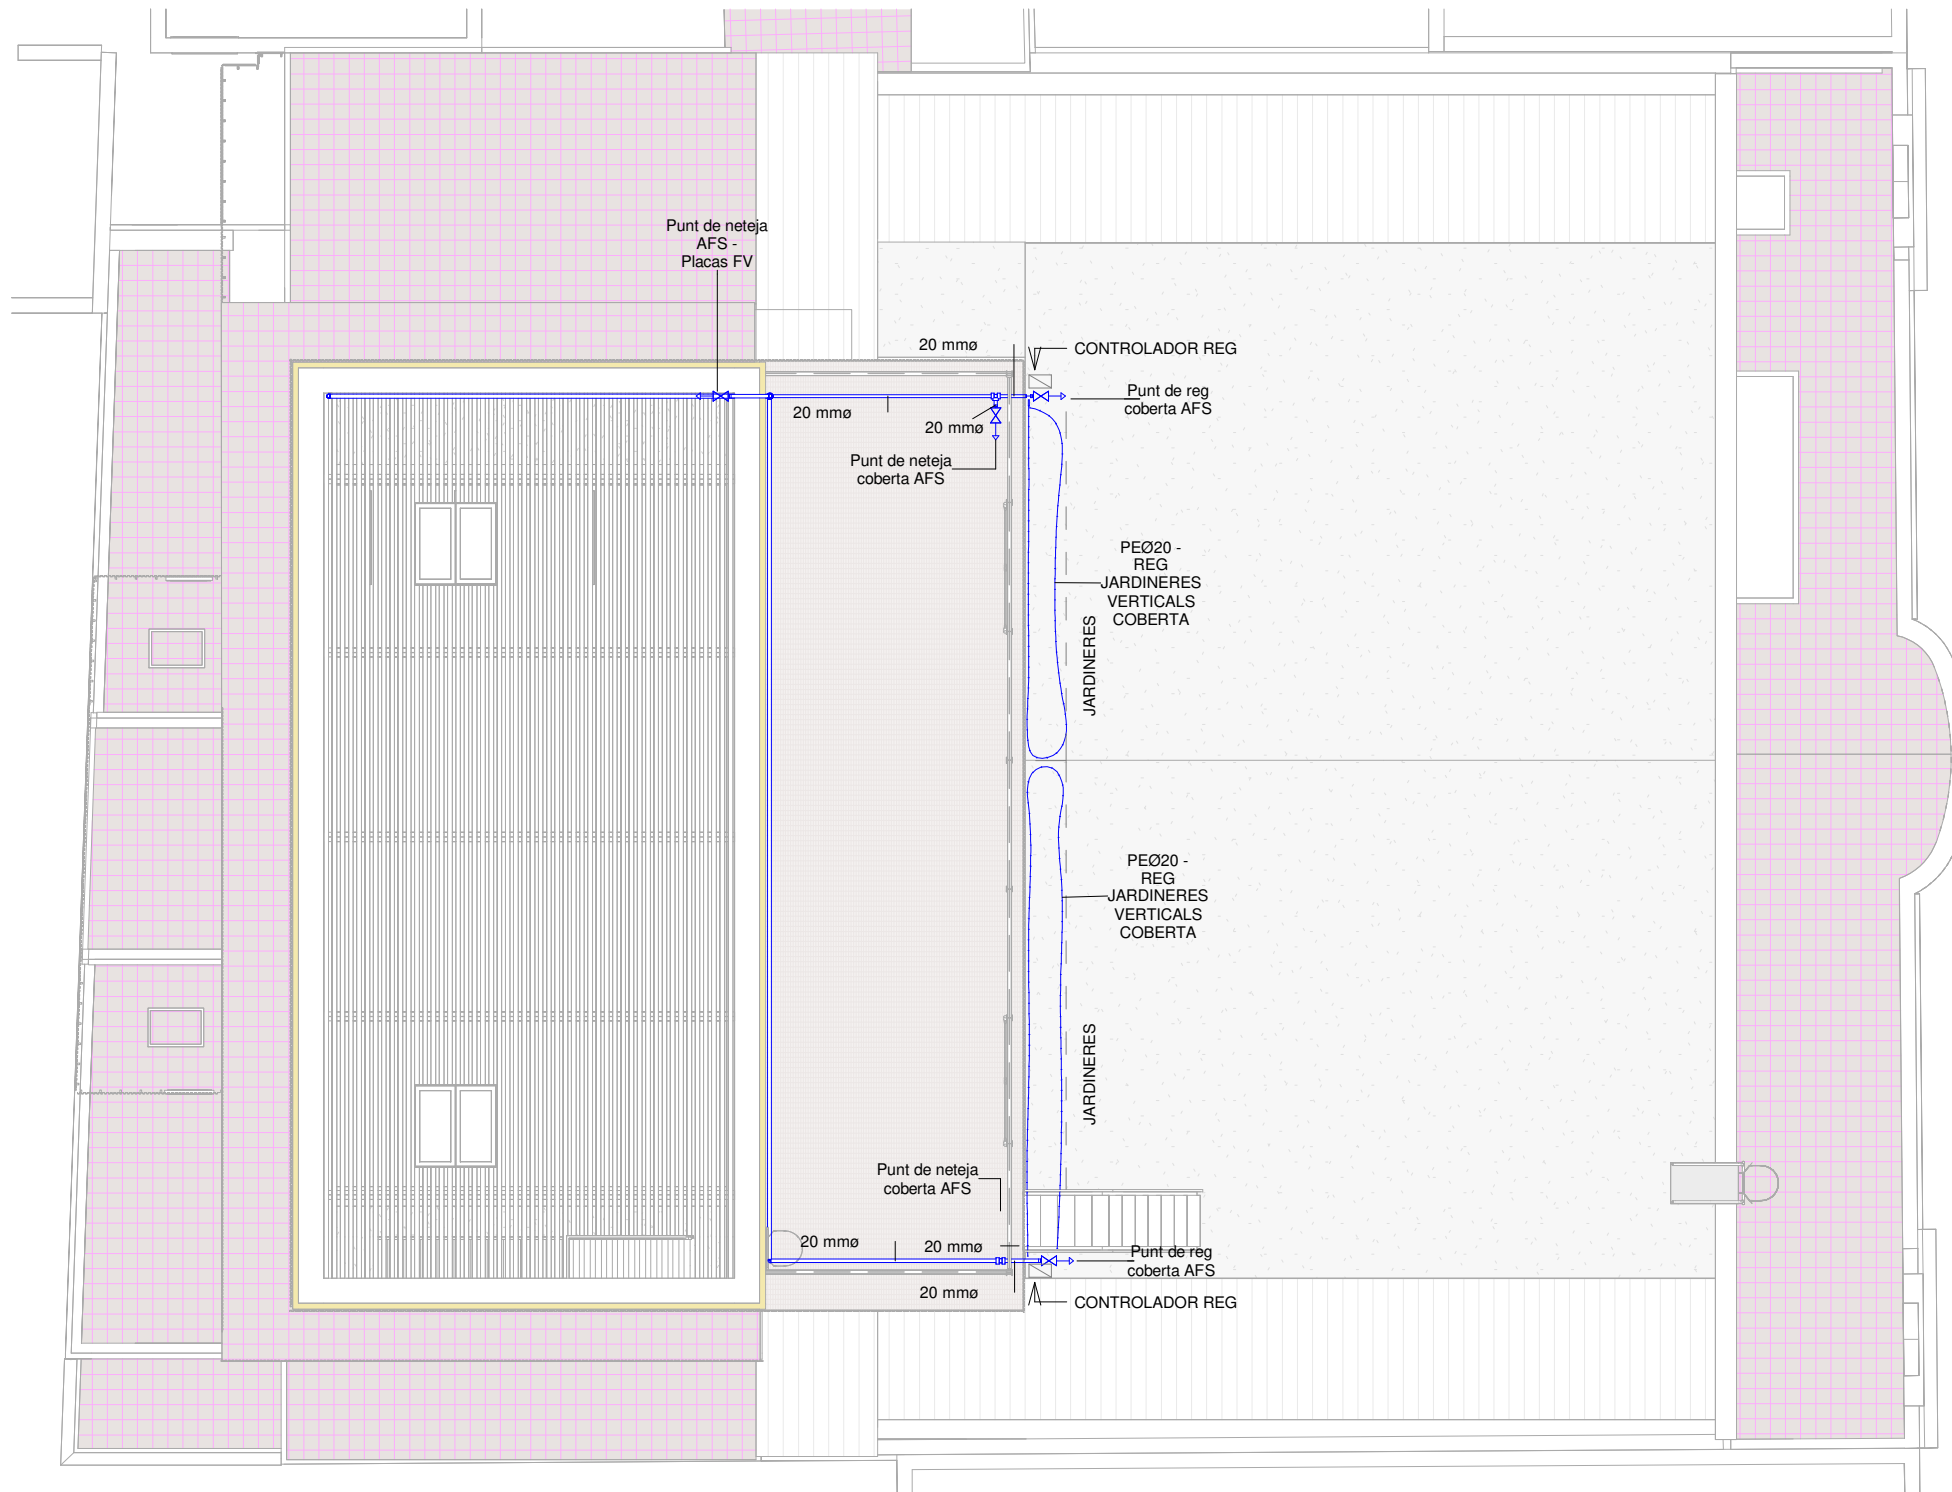 Punt de neteja
AFS -
Placas FV
20 mmø
CONTROLADOR REG
Punt de reg
coberta AFS
20 mmø
20 mmø
Punt de neteja
coberta AFS
PEØ20 -
REG
JARDINERES
VERTICALS
COBERTA
JARDINERES
PEØ20 -
REG
JARDINERES
VERTICALS
COBERTA
JARDINERES
Punt de neteja
coberta AFS
20 mmø
20 mmø
Punt de reg
coberta AFS
20 mmø
CONTROLADOR REG